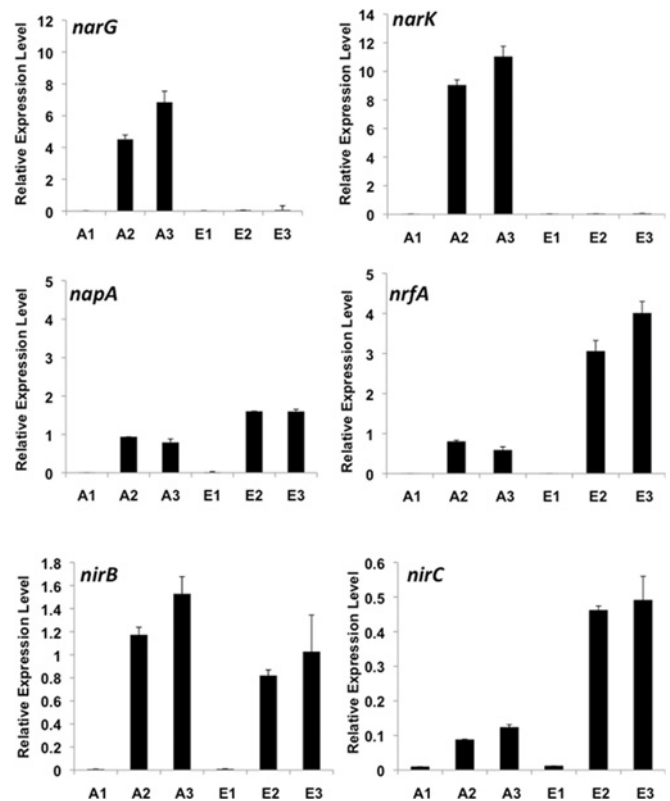 narG
Relative Expression Level
12
10
8
6
4
2
0
A1 A2 A3 E1 E2 E3
narK
Relative Expression Level
14
12
10
8
6
4
2
0
A1 A2 A3 E1 E2 E3
napA
Relative Expression Level
5
4
3
2
1
0
A1 A2 A3 E1 E2 E3
nrfA
Relative Expression Level
5
4
3
2
1
0
A1 A2 A3 E1 E2 E3
nirB
Relative Expression Level
1.8
1.6
1.4
1.2
1
0.8
0.6
0.4
0.2
0
A1 A2 A3 E1 E2 E3
nirC
Relative Expression Level
0.6
0.5
0.4
0.3
0.2
0.1
0
A1 A2 A3 E1 E2 E3